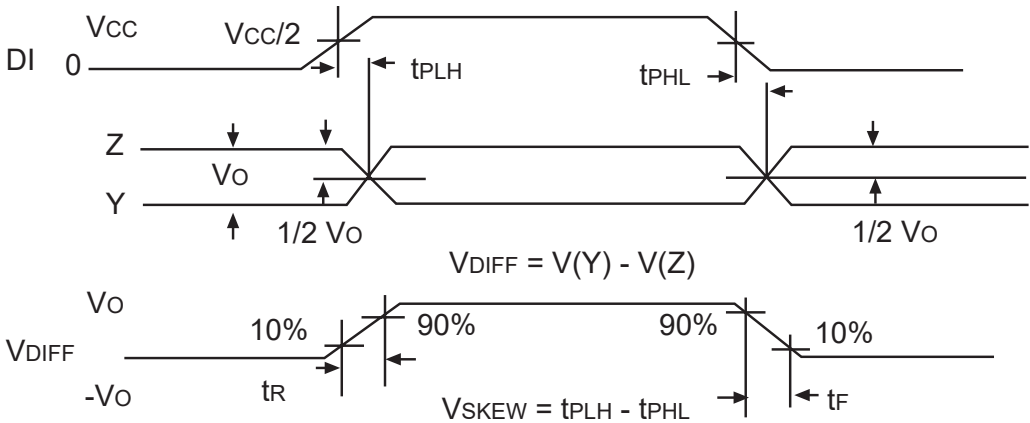 VCC
VCC/2
DI
0
tPLH
tPHL
Z
VO
Y
1/2 VO
1/2 VO
VDIFF = V(Y) - V(Z)
VO
10%
90%
90%
10%
VDIFF
-VO
tR
tF
VSKEW = tPLH - tPHL